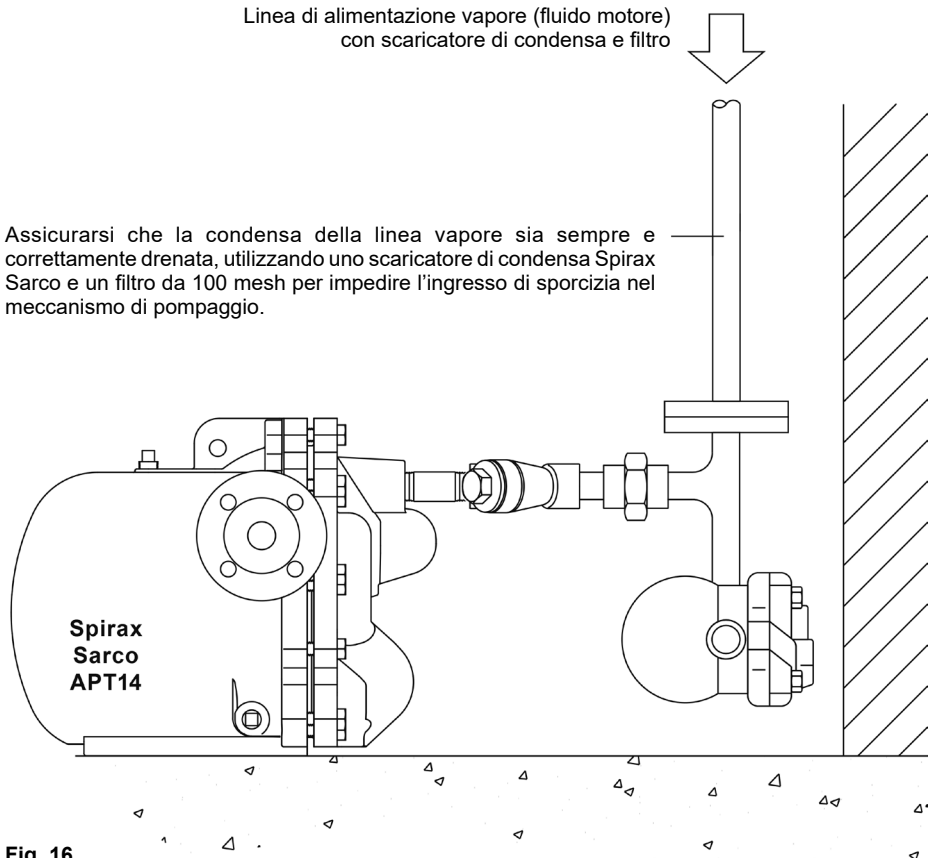 Linea di alimentazione vapore (fluido motore)
con scaricatore di condensa e filtro
Assicurarsi che la condensa della linea vapore sia sempre e
correttamente drenata, utilizzando uno scaricatore di condensa Spirax
Sarco e un filtro da 100 mesh per impedire l’ingresso di sporcizia nel
meccanismo di pompaggio.
Spirax
Sarco
APT14
Fig. 16